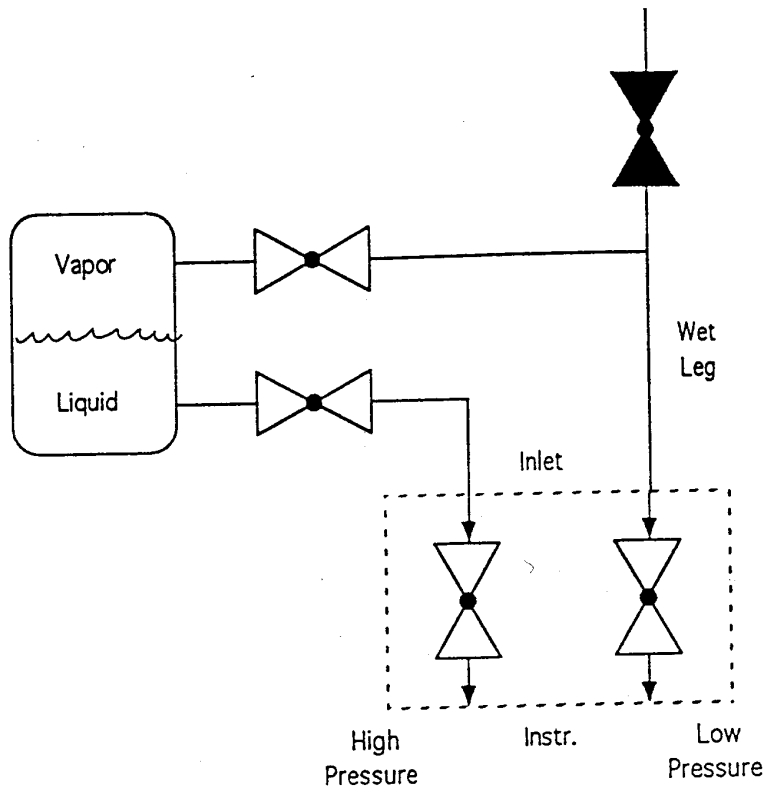 Vapor
Liquid
Wet
Leg
Inlet
High
Pressure
Instr.
Low
Pressure